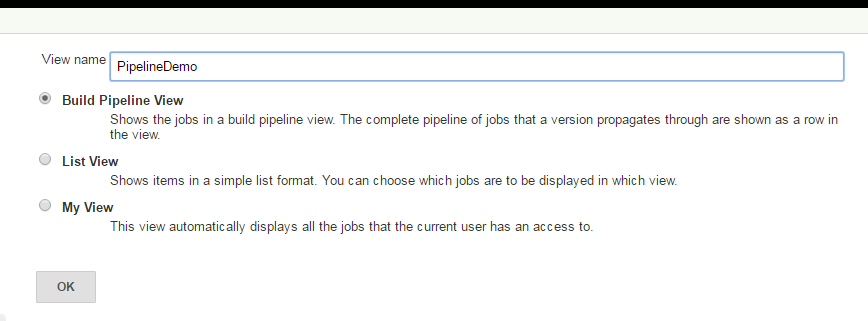 View name PipelineDemo
Build Pipeline View
Shows the jobs in a build pipeline view. The complete pipeline of jobs that a version propagates through are shown as a row in
the view.
List View
Shows items in a simple list format. You can choose which jobs are to be displayed in which view.
My View
This view automatically displays all the jobs that the current user has an access to.
OK